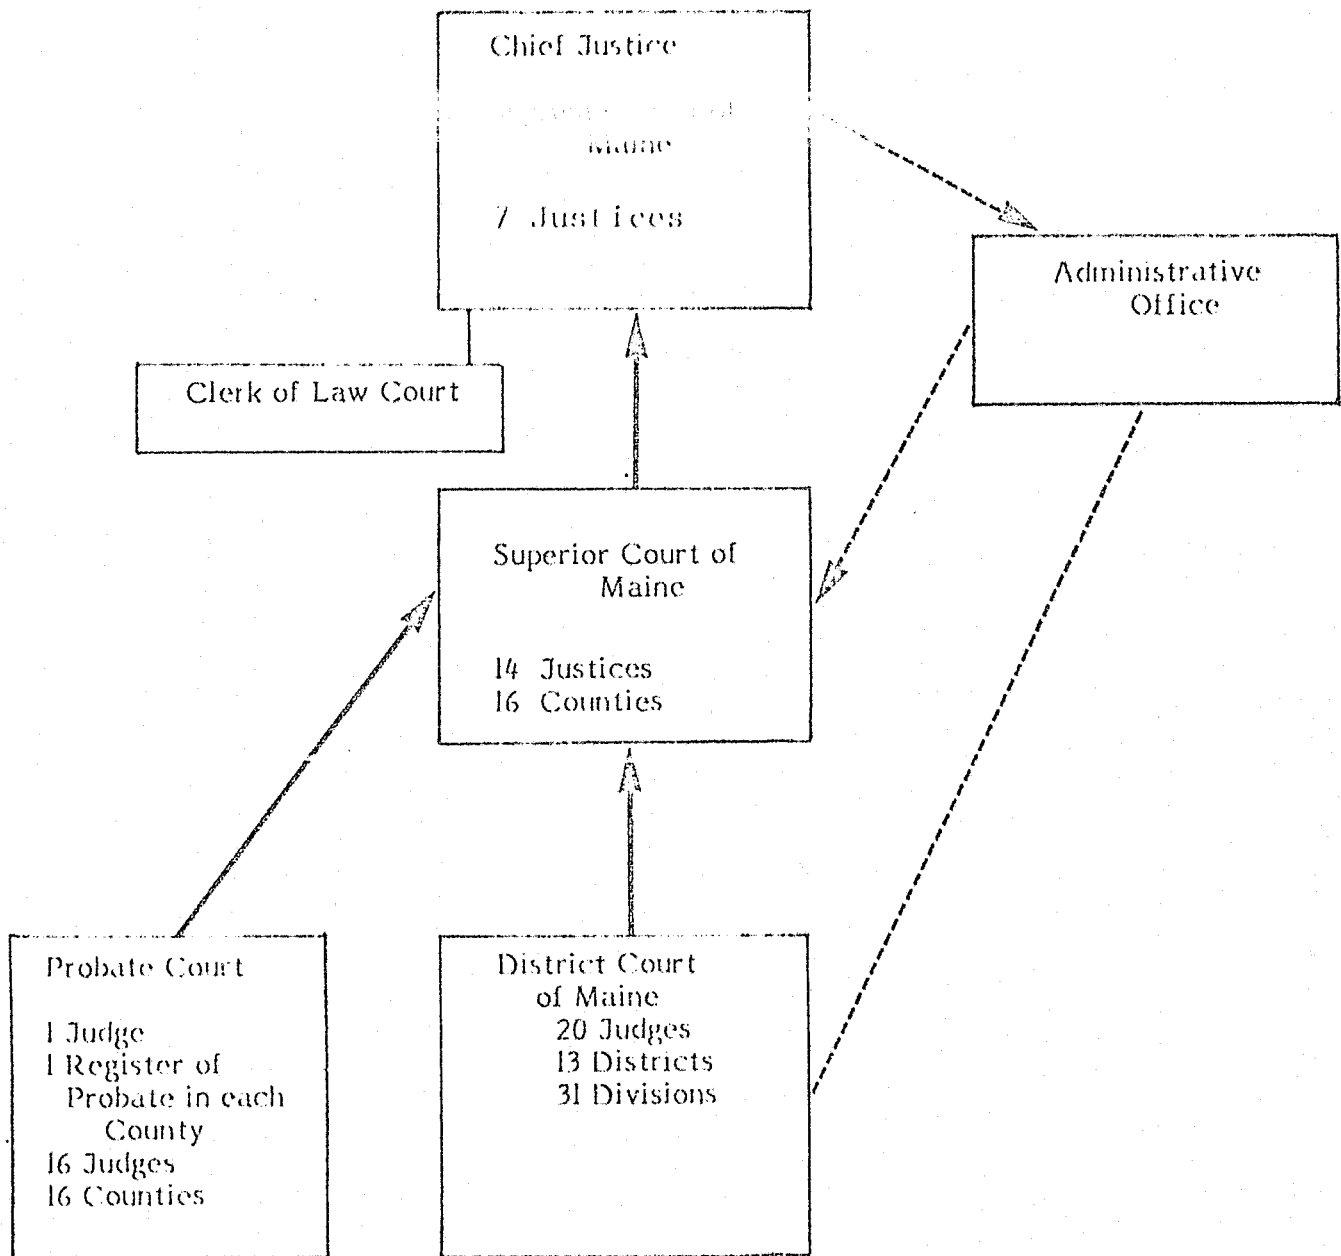 Chief Justice
of
Maine
7 Justices
Administrative
Office
Clerk of Law Court
Superior Court of
Maine
14 Justices
16 Counties
Probate Court
1 Judge
1 Register of
Probate in each
County
16 Judges
16 Counties
District Court
of Maine
20 Judges
13 Districts
31 Divisions